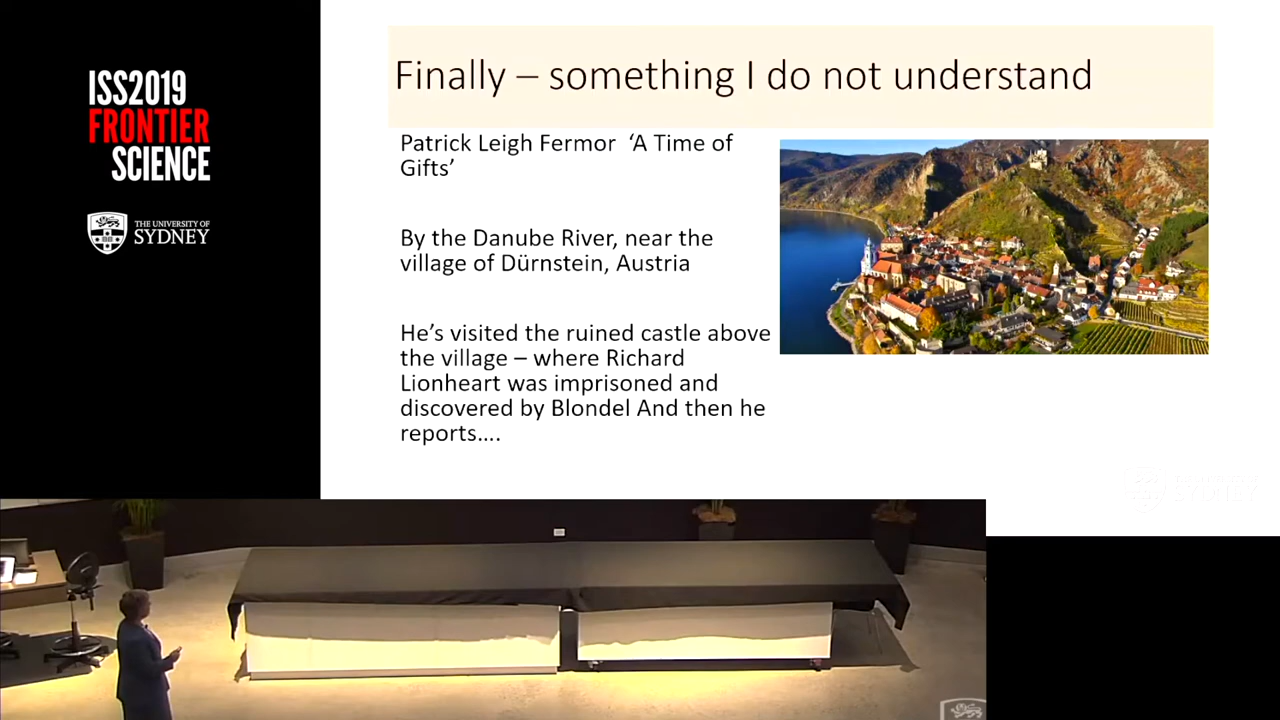 ISS2019
FRONTIER
SCIENCE
THE UNIVERSITY OF
SYDNEY
Finally – something I do not understand
Patrick Leigh Fermor ‘A Time of
Gifts’
By the Danube River, near the
village of Dürnstein, Austria
He’s visited the ruined castle above
the village – where Richard
Lionheart was imprisoned and
discovered by Blondel And then he
reports….